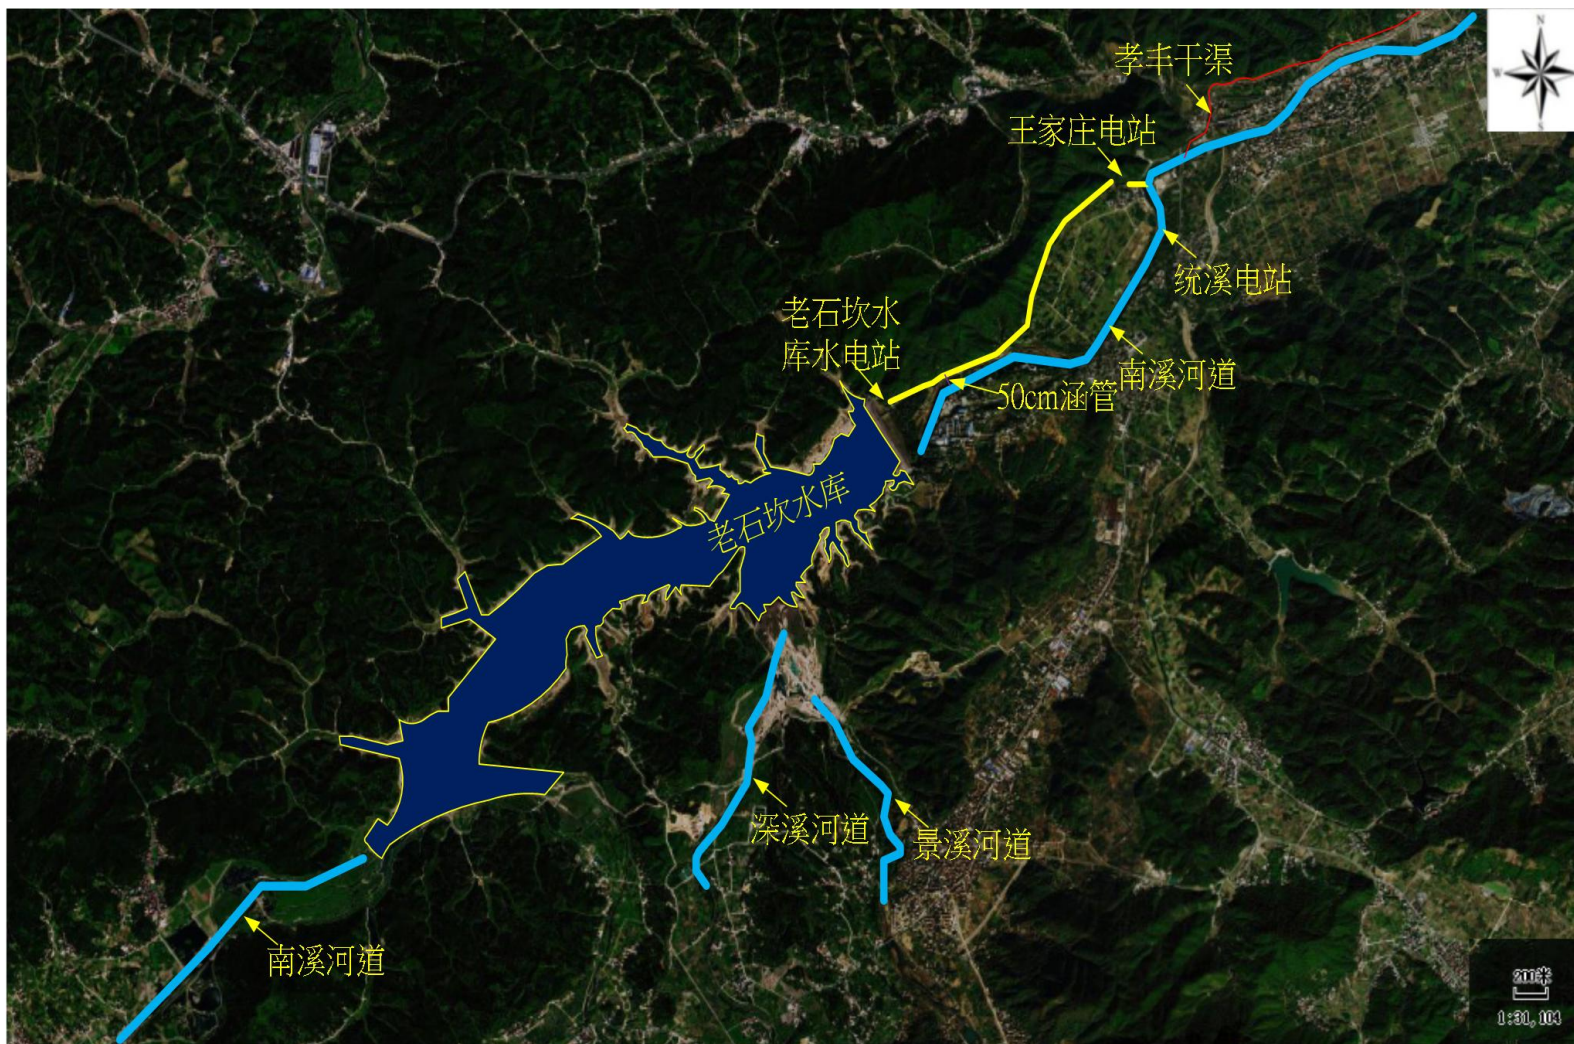 N
W
S
孝丰干渠
王家庄电站
统溪电站
老石坎水
库水电站
50cm涵管
南溪河道
老石坎水库
深溪河道
景溪河道
南溪河道
200米
1:31,104